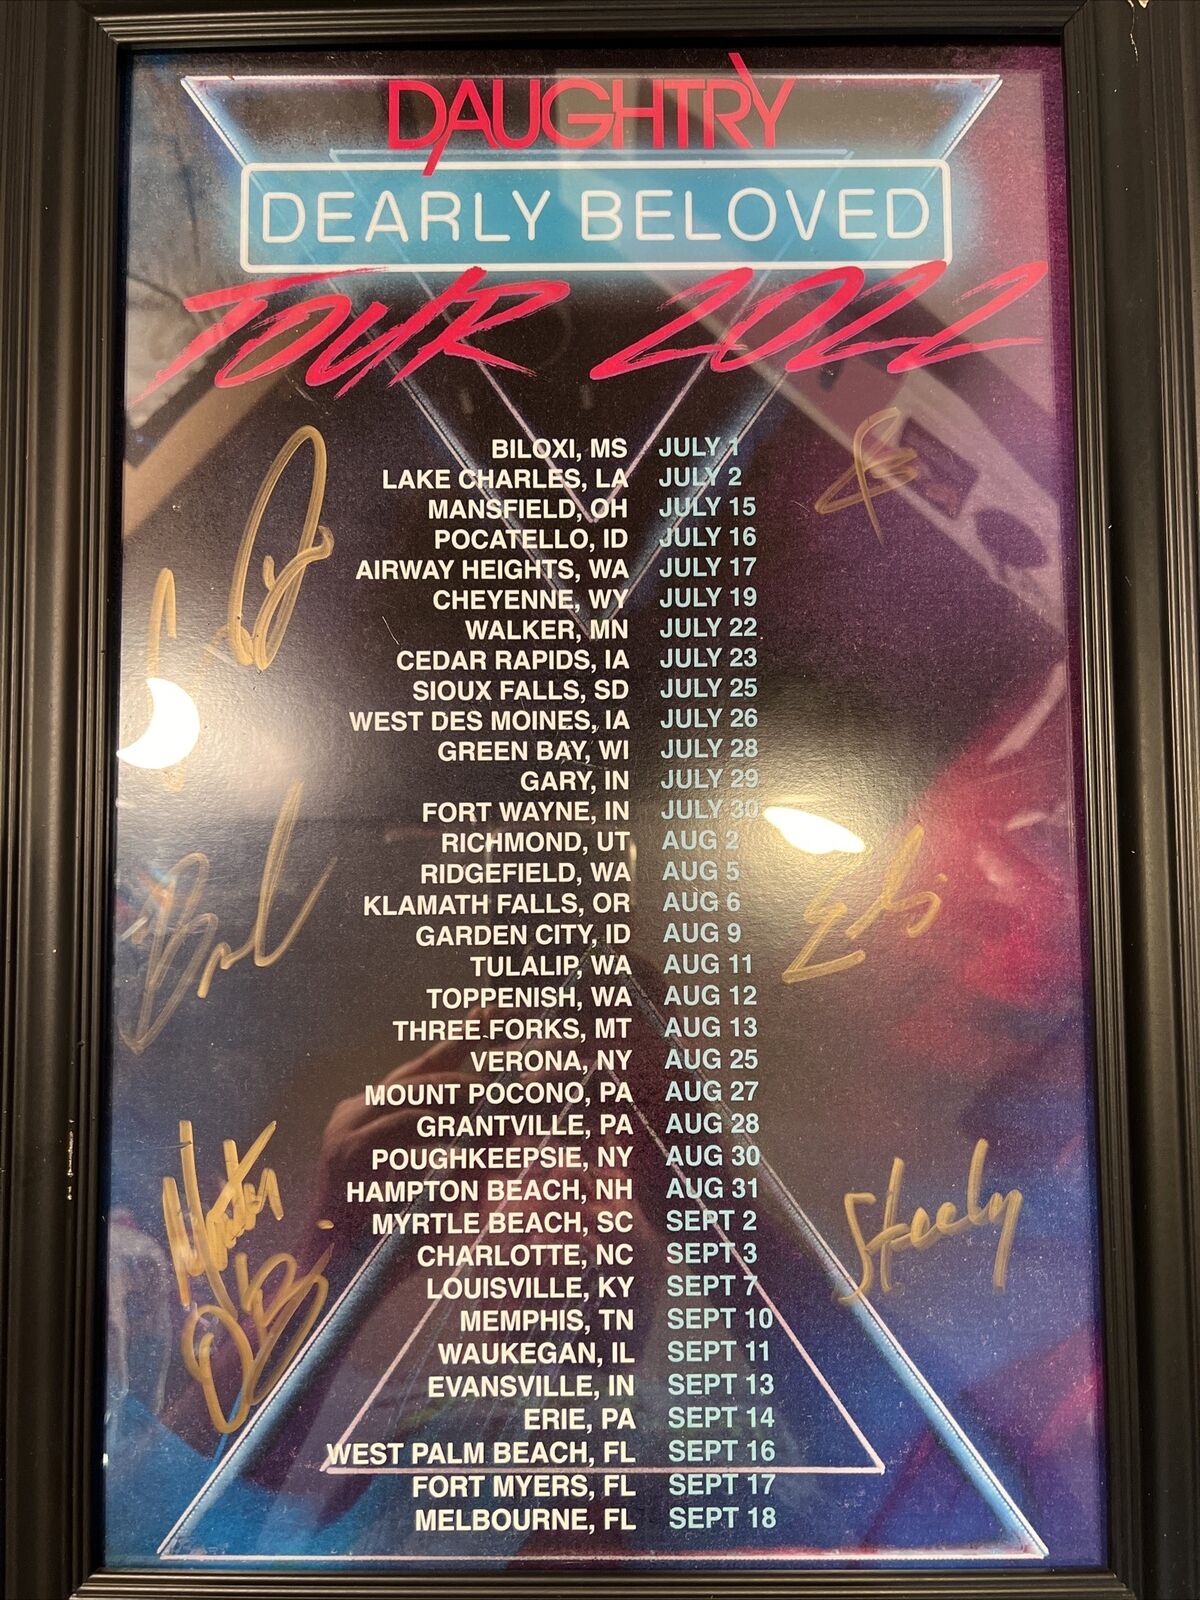 DAUGHTRY
DEARLY BELOVED
TOUR 2022
BILOXI, MS JULY 1
LAKE CHARLES, LA JULY 2
MANSFIELD, OH JULY 15
POCATELLO, ID JULY 16
AIRWAY HEIGHTS, WA JULY 17
CHEYENNE, WY JULY 19
WALKER, MN JULY 22
CEDAR RAPIDS, IA JULY 23
SIOUX FALLS, SD JULY 25
WEST DES MOINES, IA JULY 26
GREEN BAY, WI JULY 28
GARY, IN JULY 29
FORT WAYNE, IN JULY 30
RICHMOND, UT AUG 2
RIDGEFIELD, WA AUG 5
KLAMATH FALLS, OR AUG 6
GARDEN CITY, ID AUG 9
TULALIP, WA AUG 11
TOPPENISH, WA AUG 12
THREE FORKS, MT AUG 13
VERONA, NY AUG 25
MOUNT POCONO, PA AUG 27
GRANTVILLE, PA AUG 28
POUGHKEEPSIE, NY AUG 30
HAMPTON BEACH, NH AUG 31
MYRTLE BEACH, SC SEPT 2
CHARLOTTE, NC SEPT 3
LOUISVILLE, KY SEPT 7
MEMPHIS, TN SEPT 10
WAUKEGAN, IL SEPT 11
EVANSVILLE, IN SEPT 13
ERIE, PA SEPT 14
WEST PALM BEACH, FL SEPT 16
FORT MYERS, FL SEPT 17
MELBOURNE, FL SEPT 18
Steely